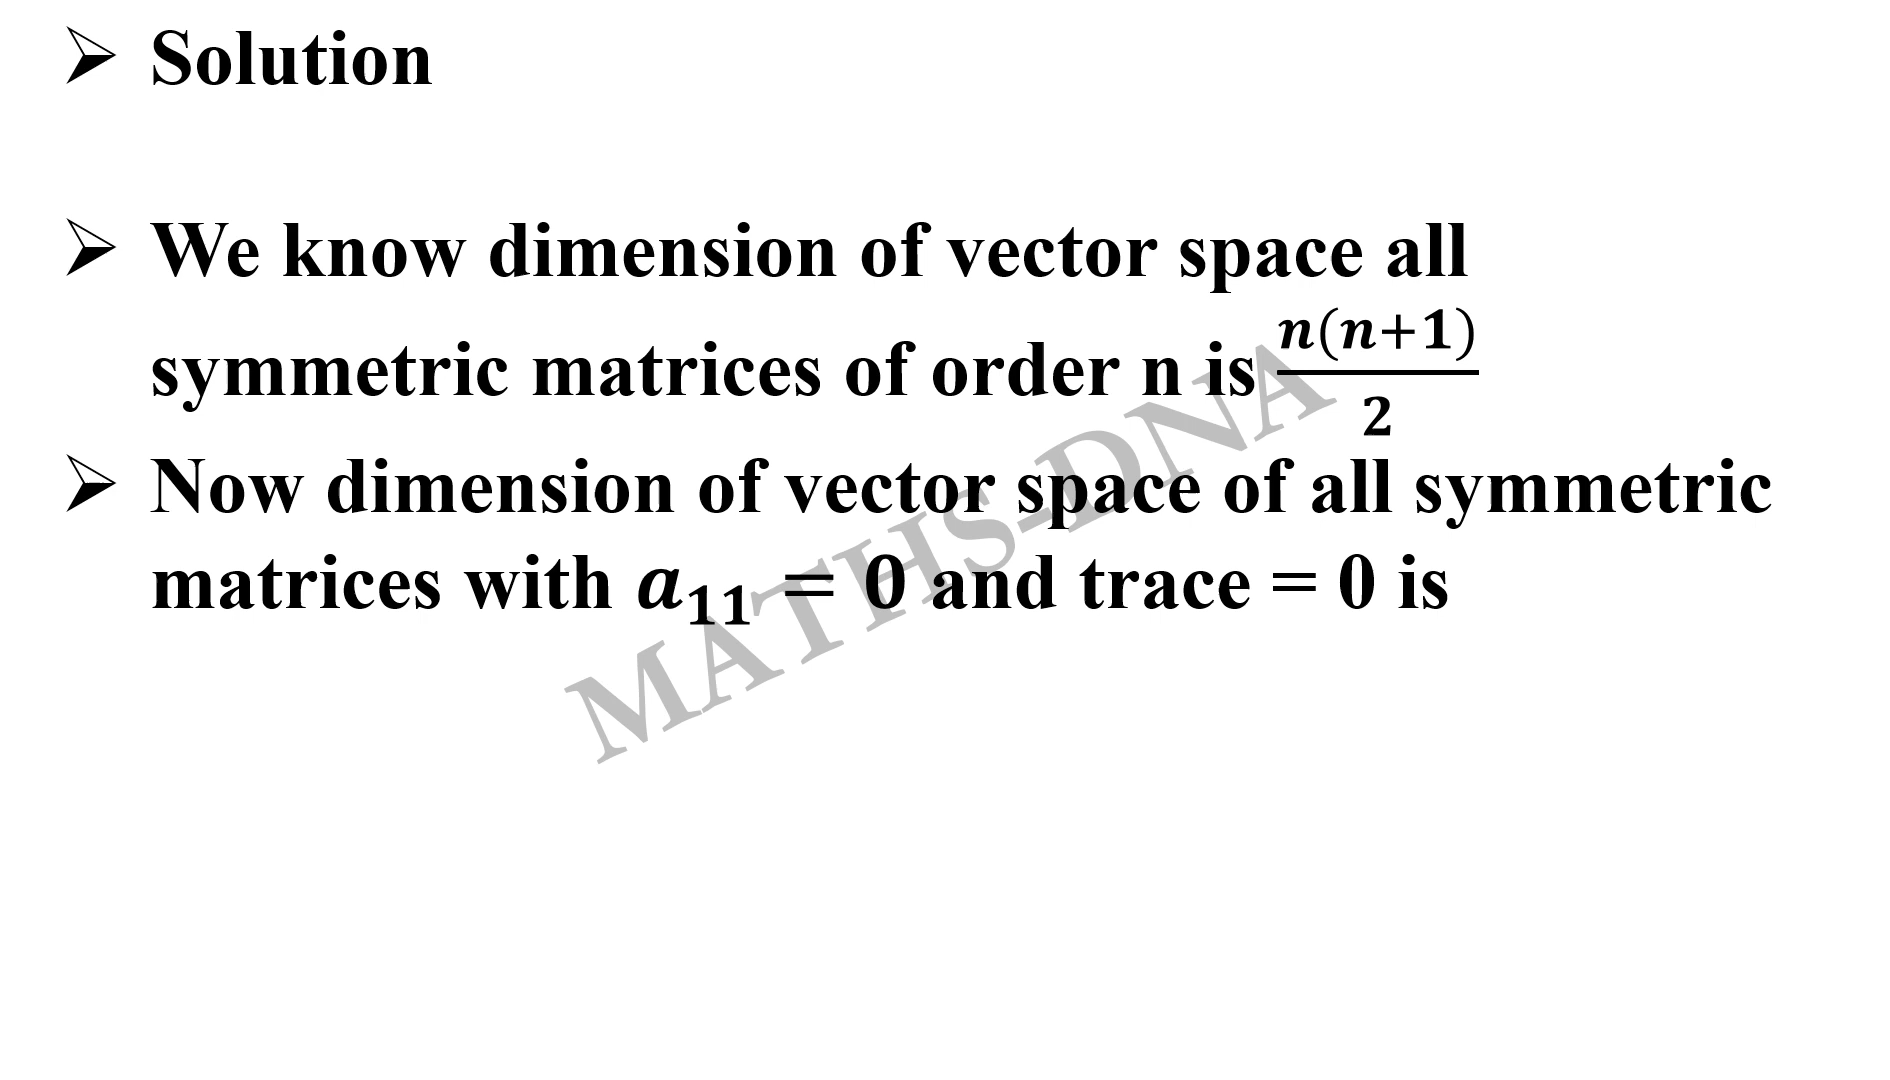 ➢ Solution
➢ We know dimension of vector space all
symmetric matrices of order n is n(n+1)/2
➢ Now dimension of vector space of all symmetric
matrices with a₁₁ = 0 and trace = 0 is
MATHS-DNA